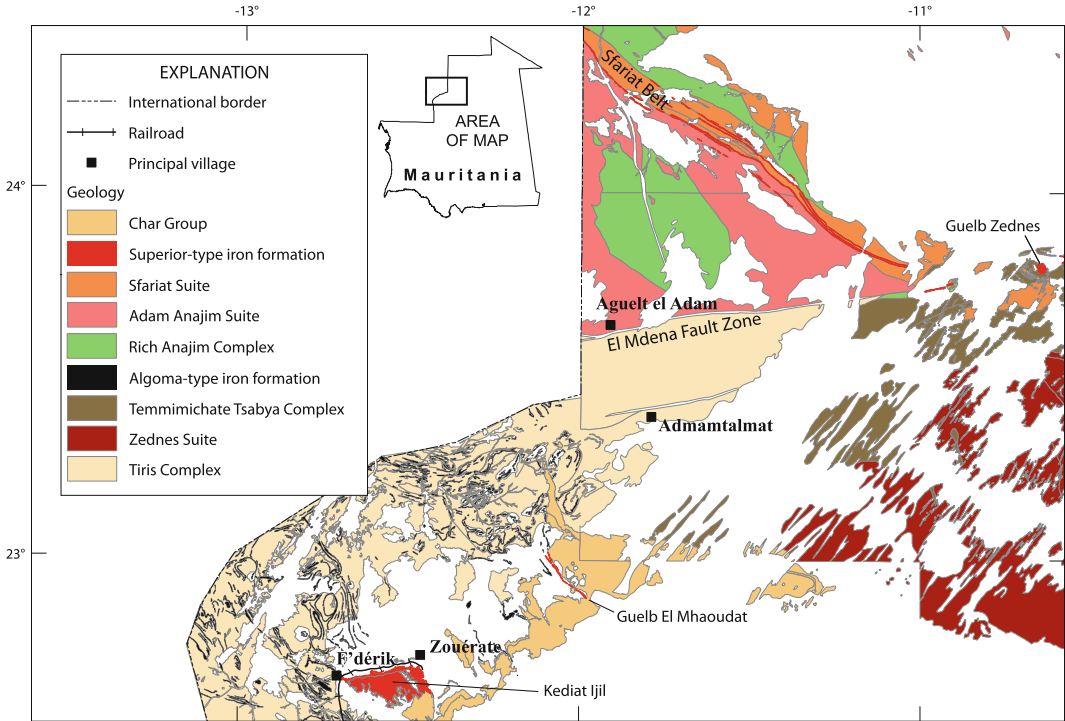 -13°
-12°
-11°
24°
23°
-13°
-12°
-11°
EXPLANATION
International border
Railroad
Principal village
Geology
Char Group
Superior-type iron formation
Sfariat Suite
Adam Anajim Suite
Rich Anajim Complex
Algoma-type iron formation
Temmimichate Tsabya Complex
Zednes Suite
Tiris Complex
AREA
OF MAP
Mauritania
Sfariat Belt
Guelb Zednes
Aguelt el Adam
El Mdena Fault Zone
Admamtalmat
Guelb El Mhaoudat
Zouérate
F'dérik
Kediat Ijil